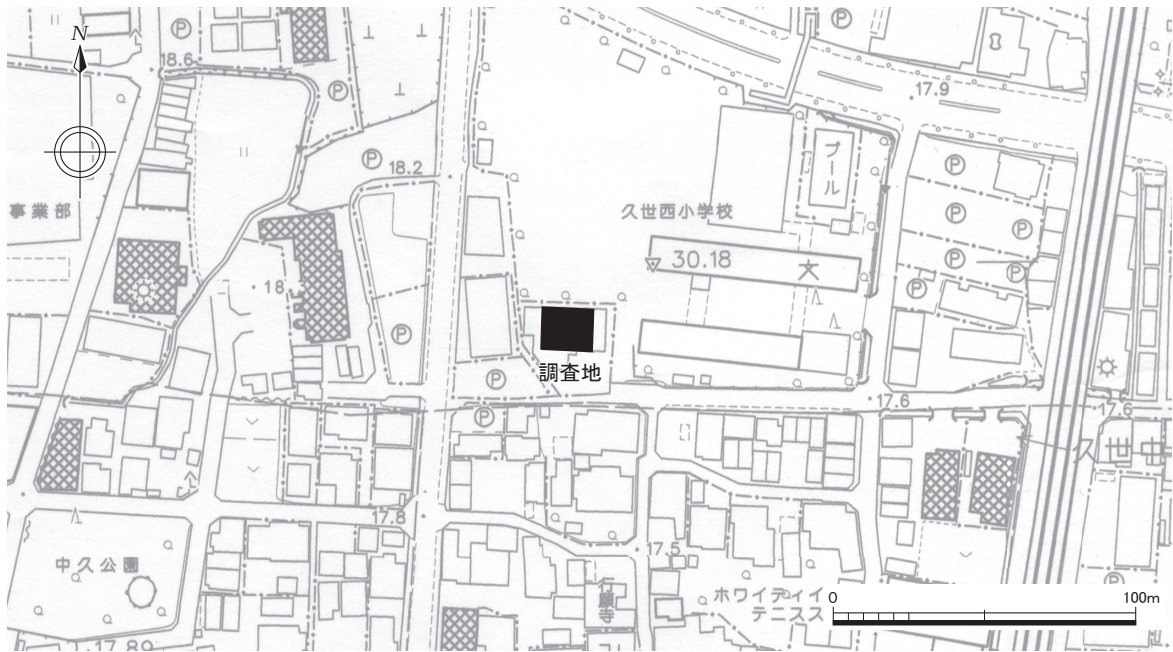 N
18.6
17.9
18.2
プール
事業部
久世西小学校
30.18
大
18.
調査地
17.6
17.6
久世中
17.8
中久公園
17.5
行願寺
ホワイティイ
テニスス
0
100m
17.89
P
P
P
P
P
P
P
P
P
P
P
P
P